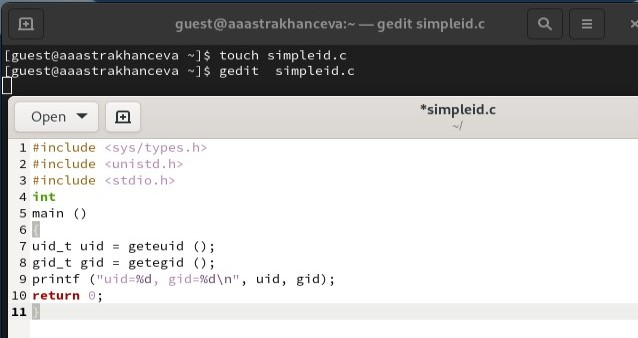 guest@aaastrakhanceva:~ — gedit simpleid.c
[guest@aaastrakhanceva ~]$ touch simpleid.c
[guest@aaastrakhanceva ~]$ gedit  simpleid.c
Open
*simpleid.c
~/
1 #include <sys/types.h>
2 #include <unistd.h>
3 #include <stdio.h>
4 int
5 main ()
6 {
7 uid_t uid = geteuid ();
8 gid_t gid = getegid ();
9 printf ("uid=%d, gid=%d\n", uid, gid);
10 return 0;
11 }